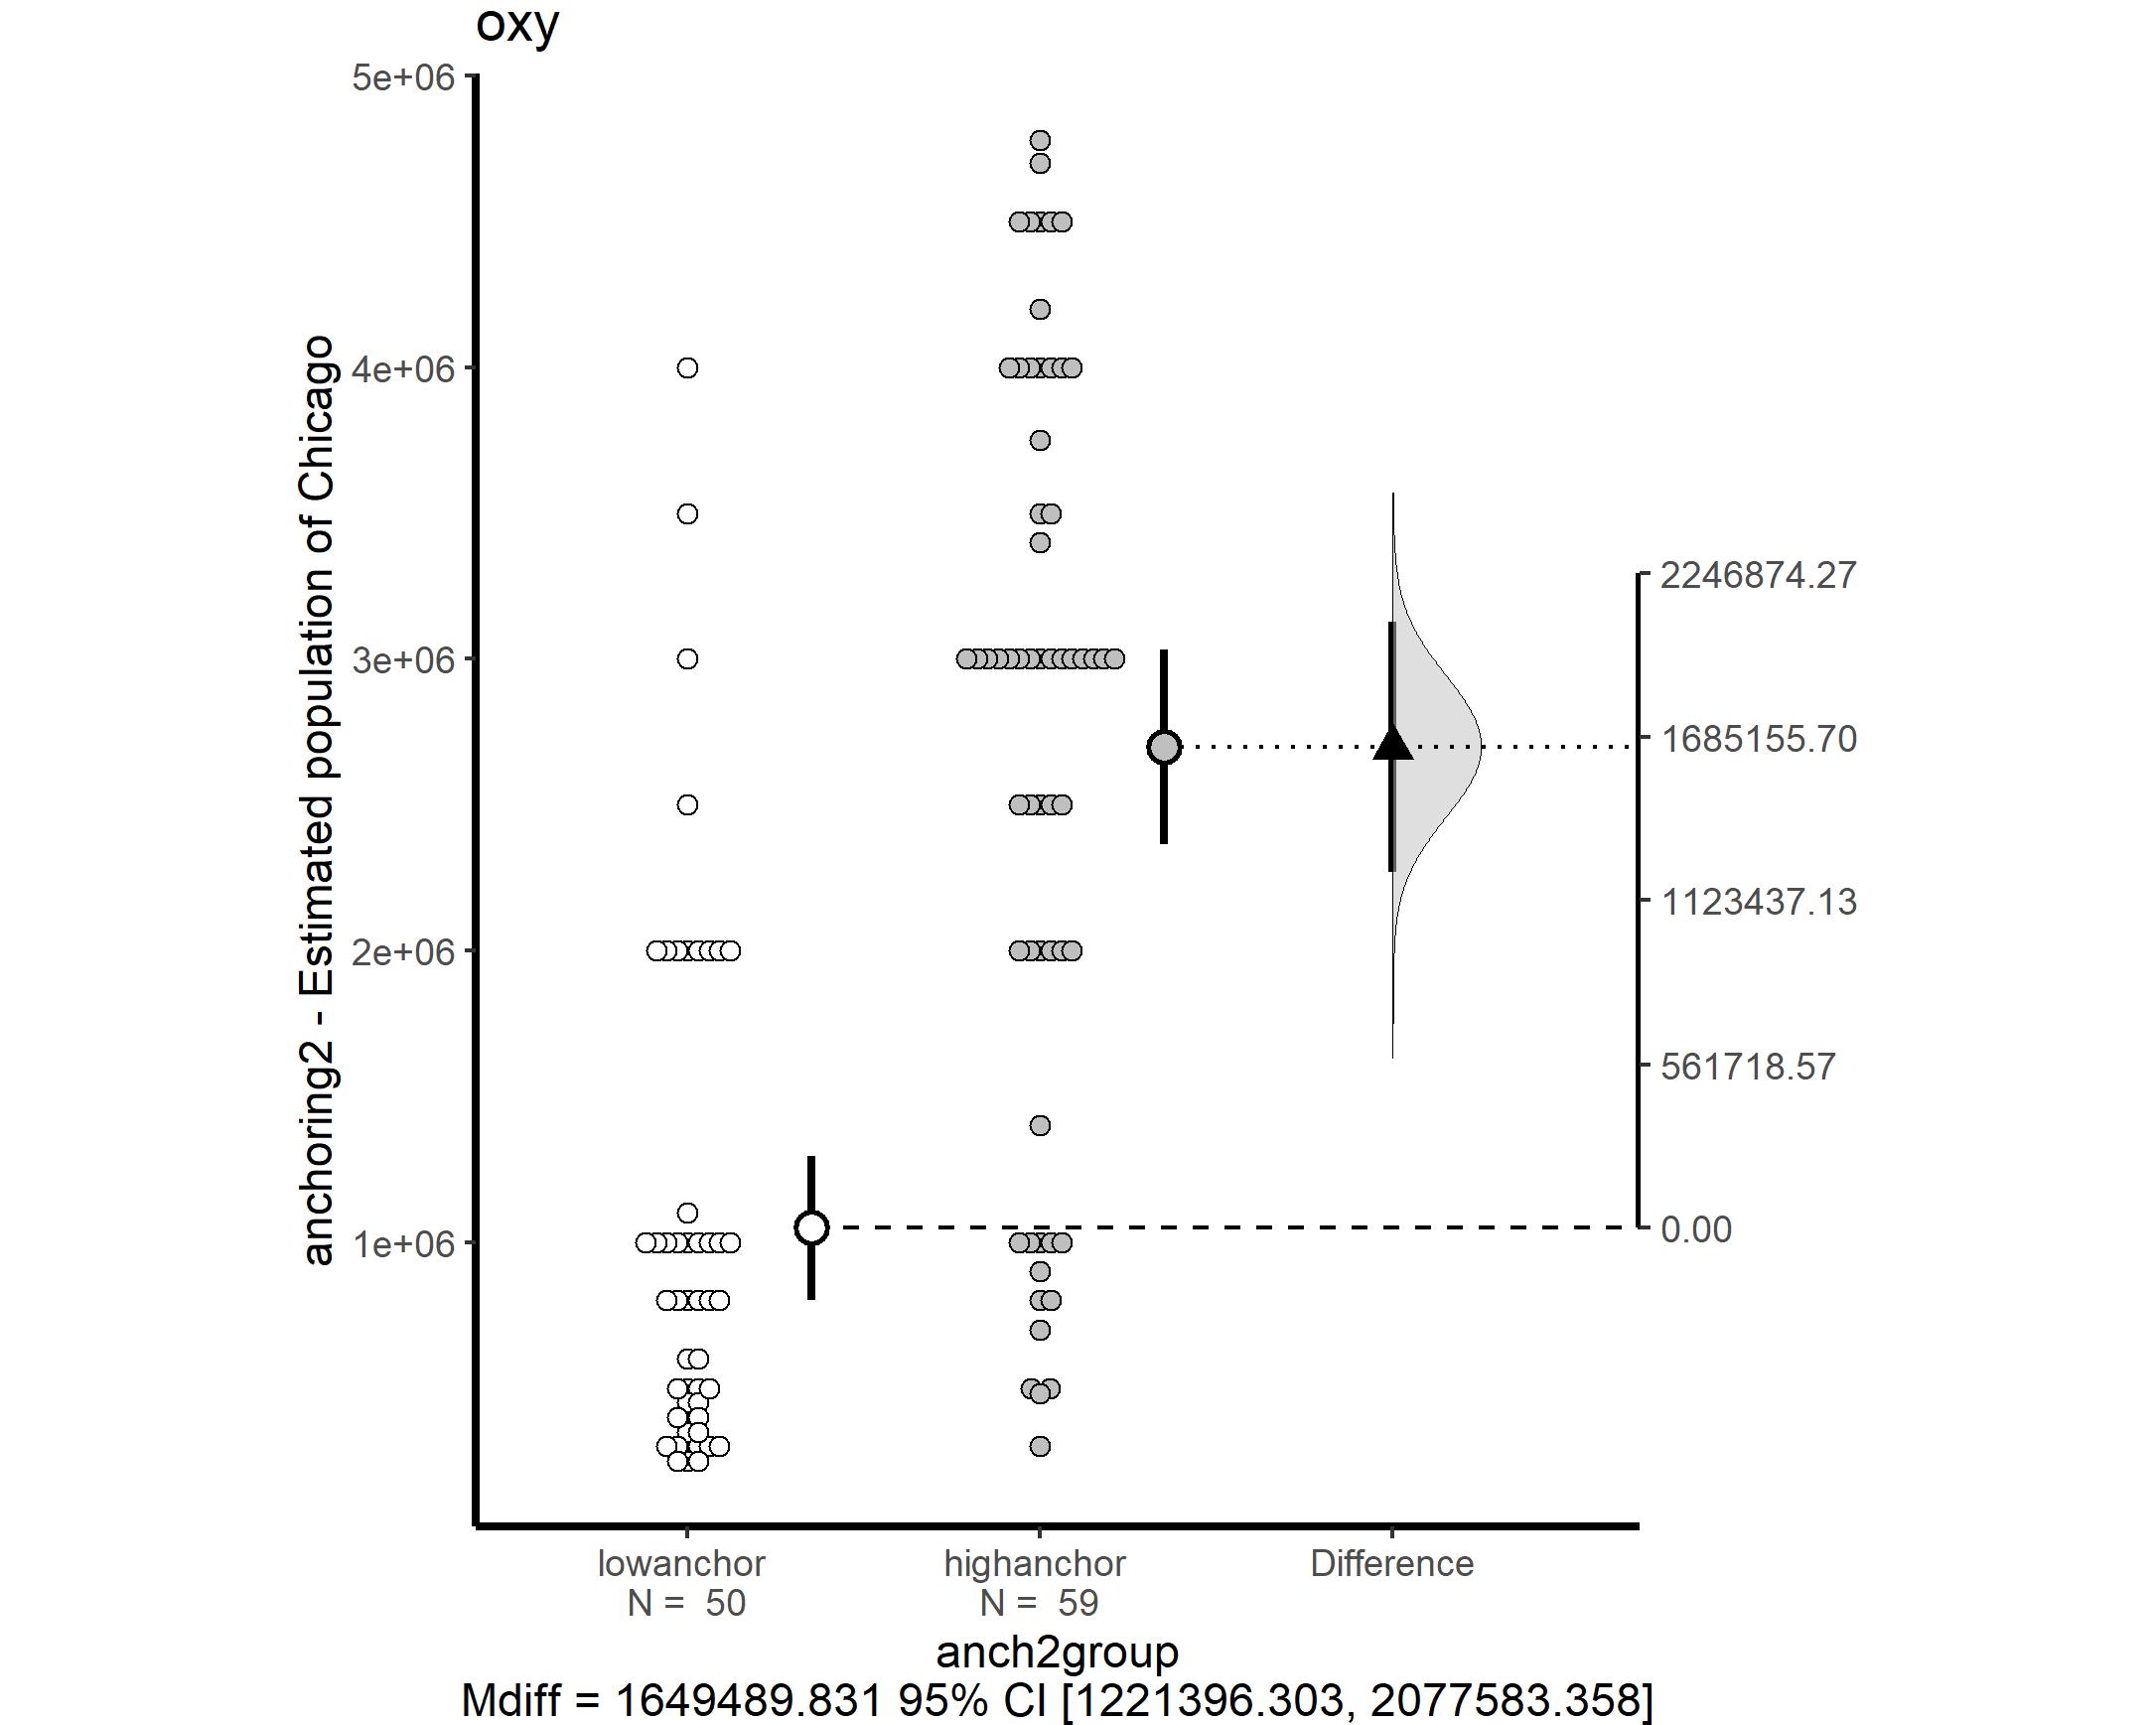 oxy
anchoring2 - Estimated population of Chicago
5e+06
4e+06
3e+06
2e+06
1e+06
2246874.27
1685155.70
1123437.13
561718.57
0.00
lowanchor
N =  50
highanchor
N =  59
Difference
anch2group
Mdiff = 1649489.831 95% CI [1221396.303, 2077583.358]